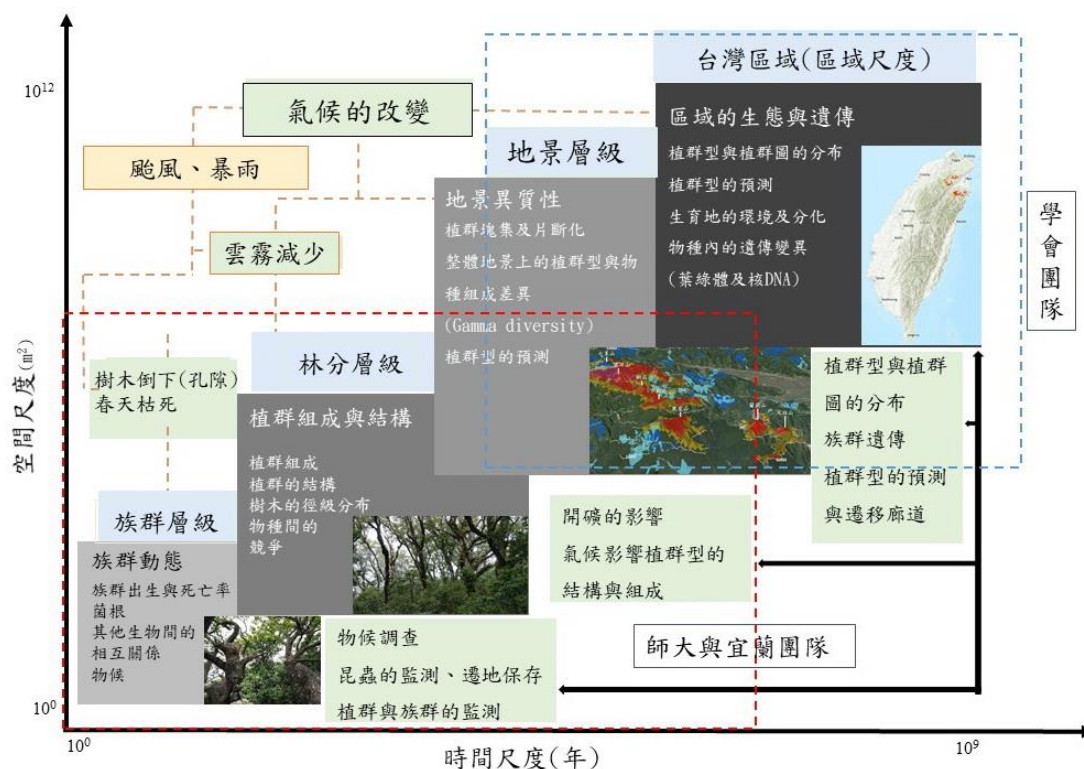 10¹²
台灣區域(區域尺度)
氣候的改變
區域的生態與遺傳
植群型與植群圖的分布
植群型的預測
生育地的環境及分化
物種內的遺傳變異
(葉綠體及核DNA)
地景層級
颱風、暴雨
地景異質性
植群塊集及片斷化
整體地景上的植群型與物
種組成差異
(Gamma diversity)
植群型的預測
學會團隊
雲霧減少
空間尺度(m²)
林分層級
樹木倒下(孔隙)
春天枯死
植群型與植群
圖的分布
族群遺傳
植群型的預測
與遷移廊道
植群組成與結構
植群組成
植群的結構
樹木的徑級分布
物種間的
競爭
族群層級
開礦的影響
氣候影響植群型的
結構與組成
族群動態
族群出生與死亡率
菌根
其他生物間的
相互關係
物候
物候調查
昆蟲的監測、遷地保存
植群與族群的監測
師大與宜蘭團隊
10⁰
10⁰
時間尺度(年)
10⁹